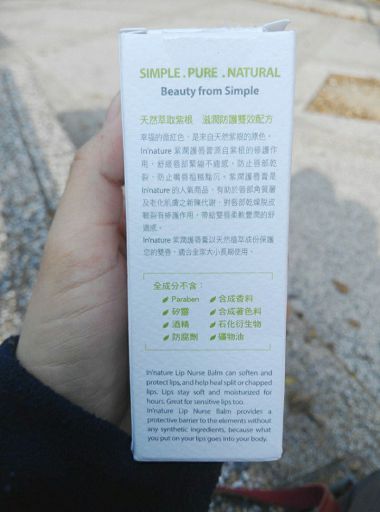 SIMPLE . PURE . NATURAL
Beauty from Simple
天然萃取紫根 滋潤防護雙效配方
幸福的微紅色，是來自天然紫根的原色。
In'nature 紫潤護唇膏源自紫根的修護作
用，舒緩唇部緊繃不適感、防止唇部乾
裂、防止嘴唇粗糙黯沉。紫潤護唇膏是
In'nature 的人氣商品，有助於唇部角質層
及老化肌膚之新陳代謝，對唇部乾燥脫皮
皸裂有修護作用，帶給雙唇柔軟豐潤的舒
適感。
In'nature 紫潤護唇膏以天然植萃成份保護
您的雙唇，適合全家大小長期使用。
全成分不含：
Paraben 合成香料
矽靈 合成著色料
酒精 石化衍生物
防腐劑 礦物油
In'nature Lip Nurse Balm can soften and
protect lips, and help heal split or chapped
lips. Lips stay soft and moisturized for
hours. Great for sensitive lips too.
In'nature Lip Nurse Balm provides a
protective barrier to the elements without
any synthetic ingredients, because what
you put on your lips goes into your body.